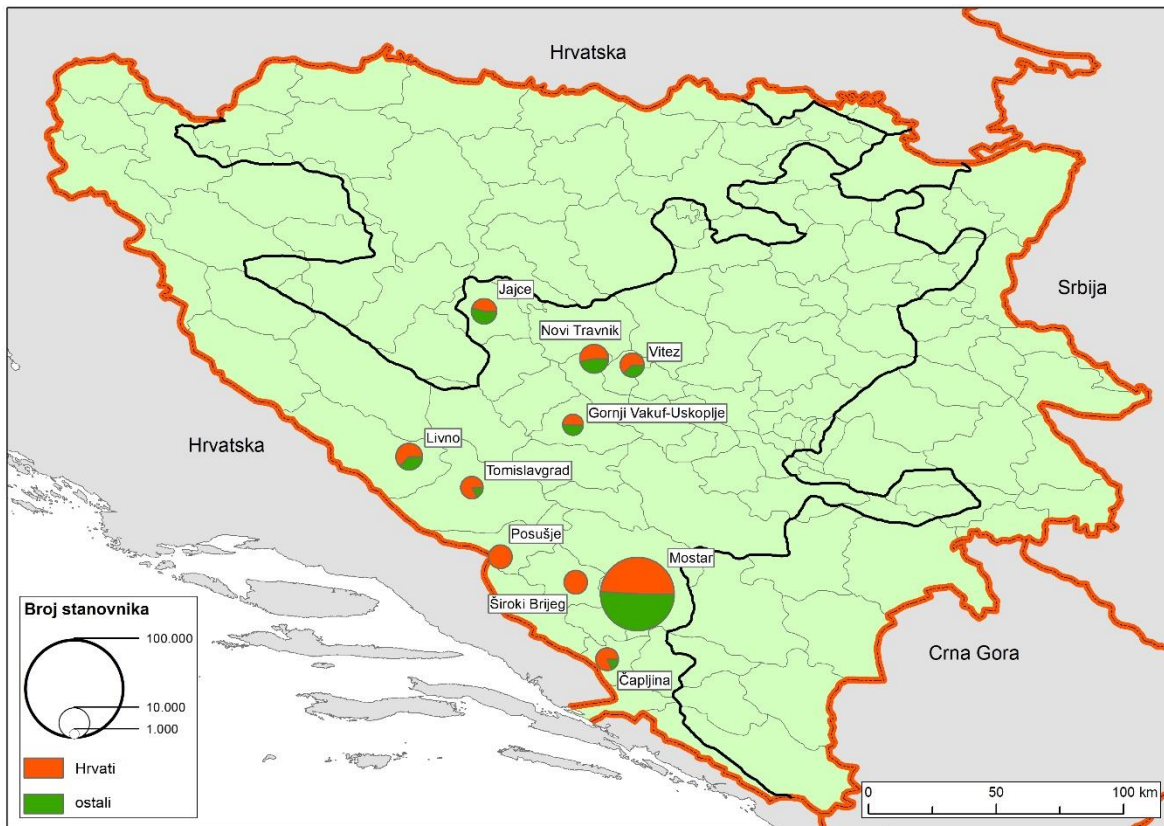 Hrvatska
Srbija
Jajce
Novi Travnik
Vitez
Gornji Vakuf-Uskoplje
Hrvatska
Livno
Tomislavgrad
Posušje
Mostar
Široki Brijeg
Čapljina
Crna Gora
Broj stanovnika
100.000
10.000
1.000
Hrvati
ostali
0 50 100 km